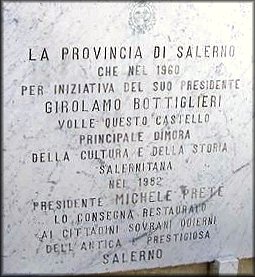 LA PROVINCIA DI SALERNO
CHE NEL 1960
PER INIZIATIVA DEL SUO PRESIDENTE
GIROLAMO BOTTIGLIERI
VOLLE QUESTO CASTELLO
PRINCIPALE DIMORA
DELLA CULTURA E DELLA STORIA
SALERNITANA
NEL 1982
PRESIDENTE MICHELE PRETE
LO CONSEGNA RESTAURATO
AI CITTADINI SOVRANI ODIERNI
DELL'ANTICA E PRESTIGIOSA
SALERNO